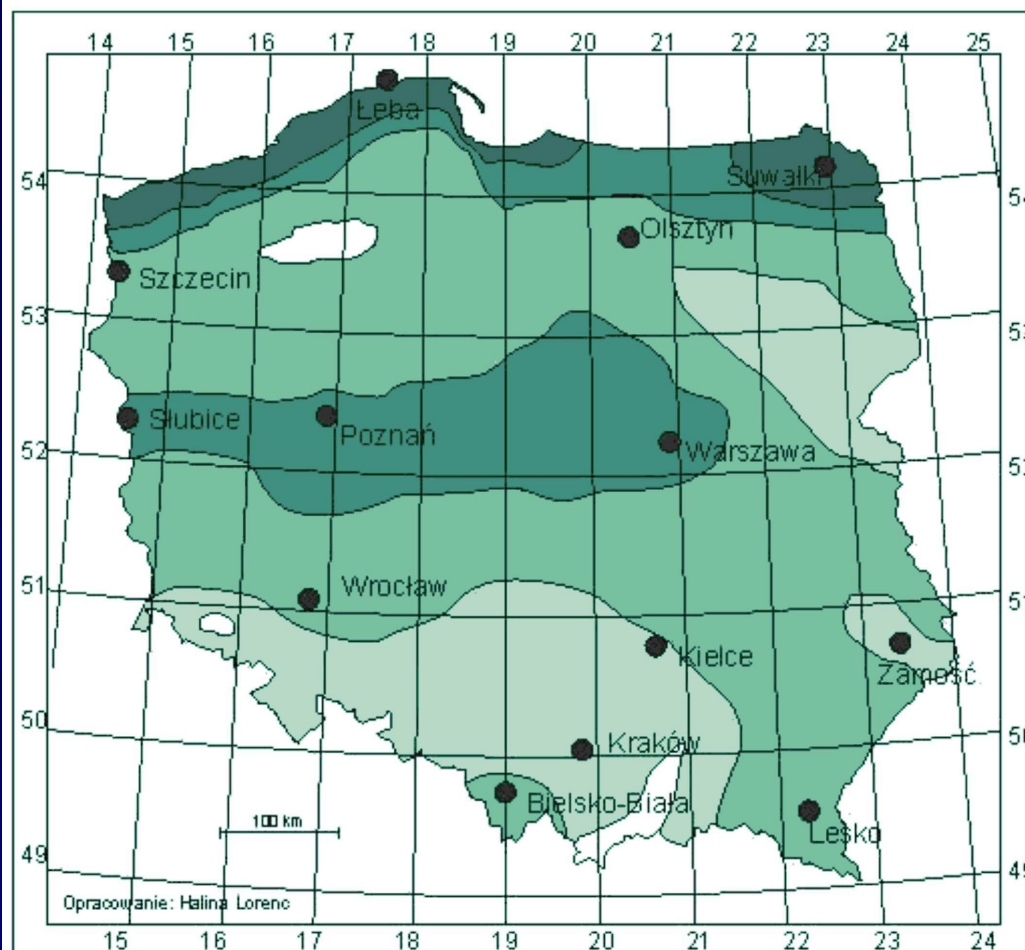 14 15 16 17 18 19 20 21 22 23 24 25
Łeba
Suwałki
54
Olsztyn
Szczecin
53
Słubice
Poznań
Warszawa
52
51
Wrocław
Kielce
Zamość
50
50
Kraków
Bielsko-Biała
100 km
Lesko
49
Opracowanie: Halina Lorenc
15 16 17 18 19 20 21 22 23 24